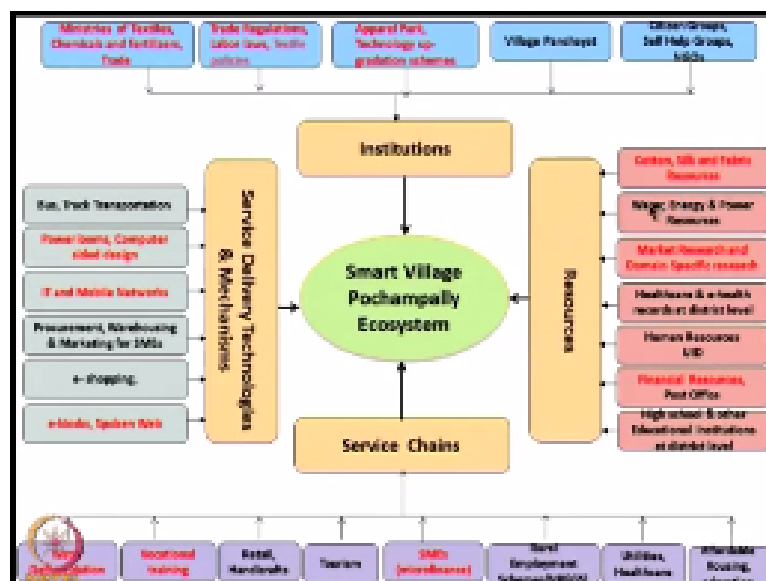 Ministries of Textiles,
Chemicals and Fertilizers,
Trade
Trade Regulations,
Labor laws, Textile
policies
Apparel Park,
Technology up-
gradation schemes
Village Panchayat
Citizen Groups,
Self Help Groups,
NGOs
Institutions
Service Delivery Technologies
& Mechanisms
Bus, Truck Transportation
Power looms, Computer
aided design
IT and Mobile Networks
Procurement, Warehousing
& Marketing for SMEs
e-shopping,
e-kiosks, Spoken Web
Smart Village
Pochampally
Ecosystem
Resources
Cotton, Silk and Fabric
Resources
Water, Energy & Power
Resources
Market Research and
Domain Specific research
Healthcare & e-health
records at district level
Human Resources
UID
Financial Resources,
Post Office
High school & other
Educational Institutions
at district level
Service Chains
Vocational
training
Retail,
Handicrafts
Tourism
SMEs
(microfinance)
Rural
Employment
Utilities,
Healthcare
Affordable
Housing,